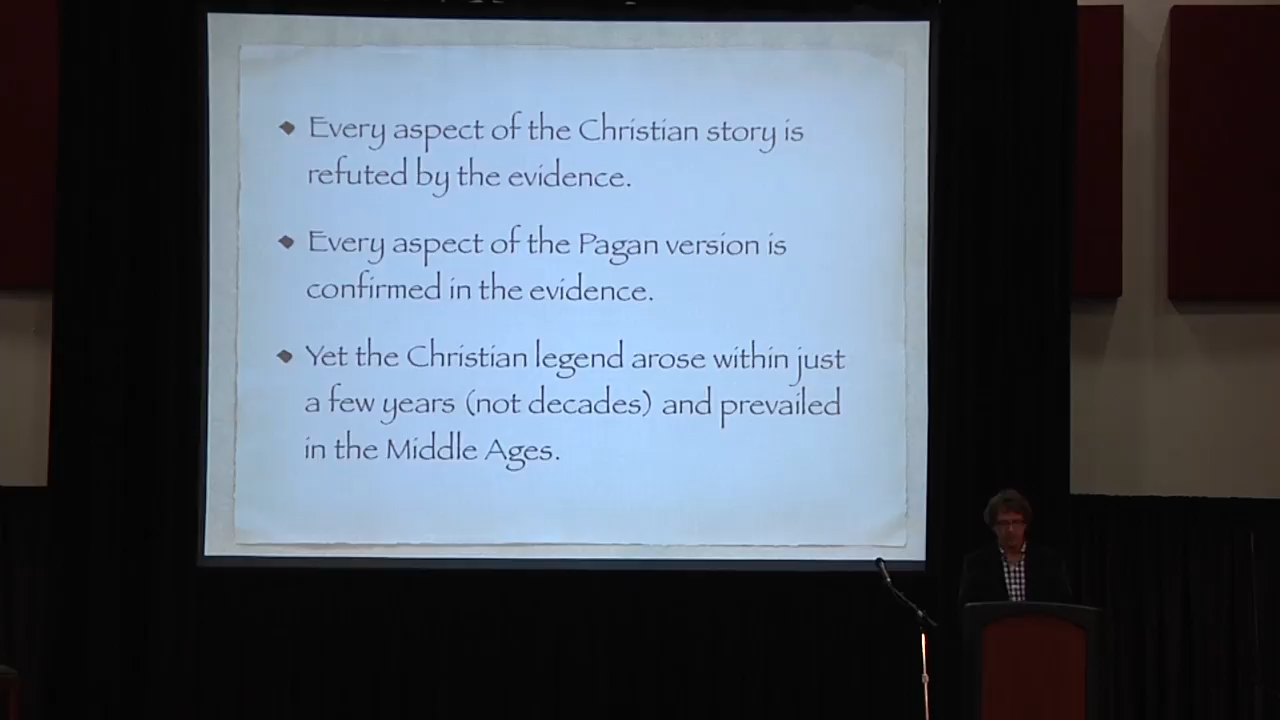 Every aspect of the Christian story is
refuted by the evidence.
Every aspect of the Pagan version is
confirmed in the evidence.
Yet the Christian legend arose within just
a few years (not decades) and prevailed
in the Middle Ages.